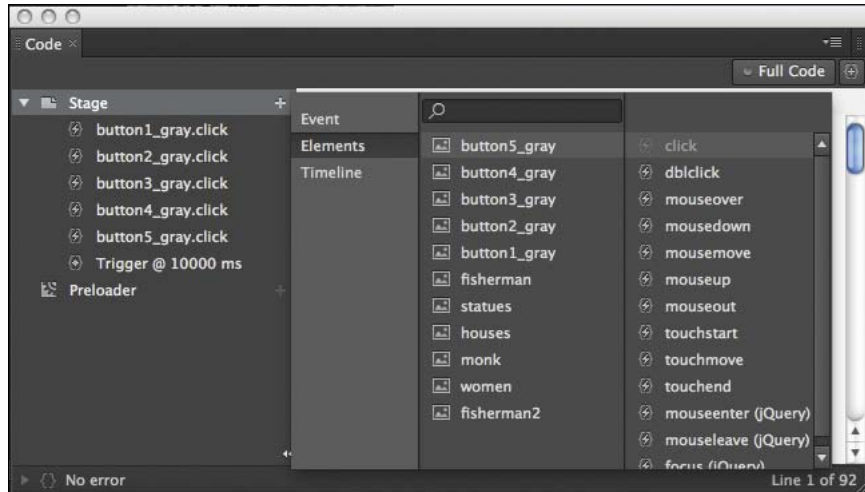 Code
Full Code
Stage
button1_gray.click
button2_gray.click
button3_gray.click
button4_gray.click
button5_gray.click
Trigger @ 10000 ms
Preloader
Event
Elements
Timeline
button5_gray
button4_gray
button3_gray
button2_gray
button1_gray
fisherman
statues
houses
monk
women
fisherman2
click
dblclick
mouseover
mousedown
mousemove
mouseup
mouseout
touchstart
touchmove
touchend
mouseenter (jQuery)
mouseleave (jQuery)
focus (jQuery)
No error
Line 1 of 92